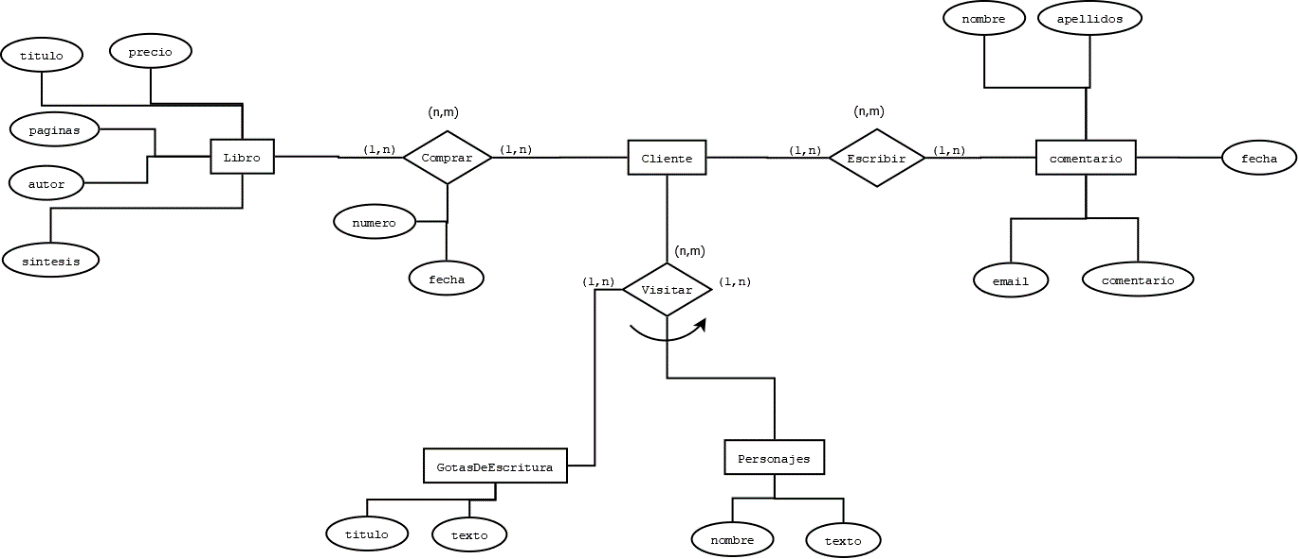 nombre
apellidos
titulo
precio
paginas
autor
sintesis
Libro
(1,n)
(n,m)
Comprar
(1,n)
numero
fecha
Cliente
(1,n)
(n,m)
Escribir
(1,n)
comentario
fecha
email
comentario
(n,m)
(1,n)
Visitar
(1,n)
GotasDeEscritura
titulo
texto
Personajes
nombre
texto